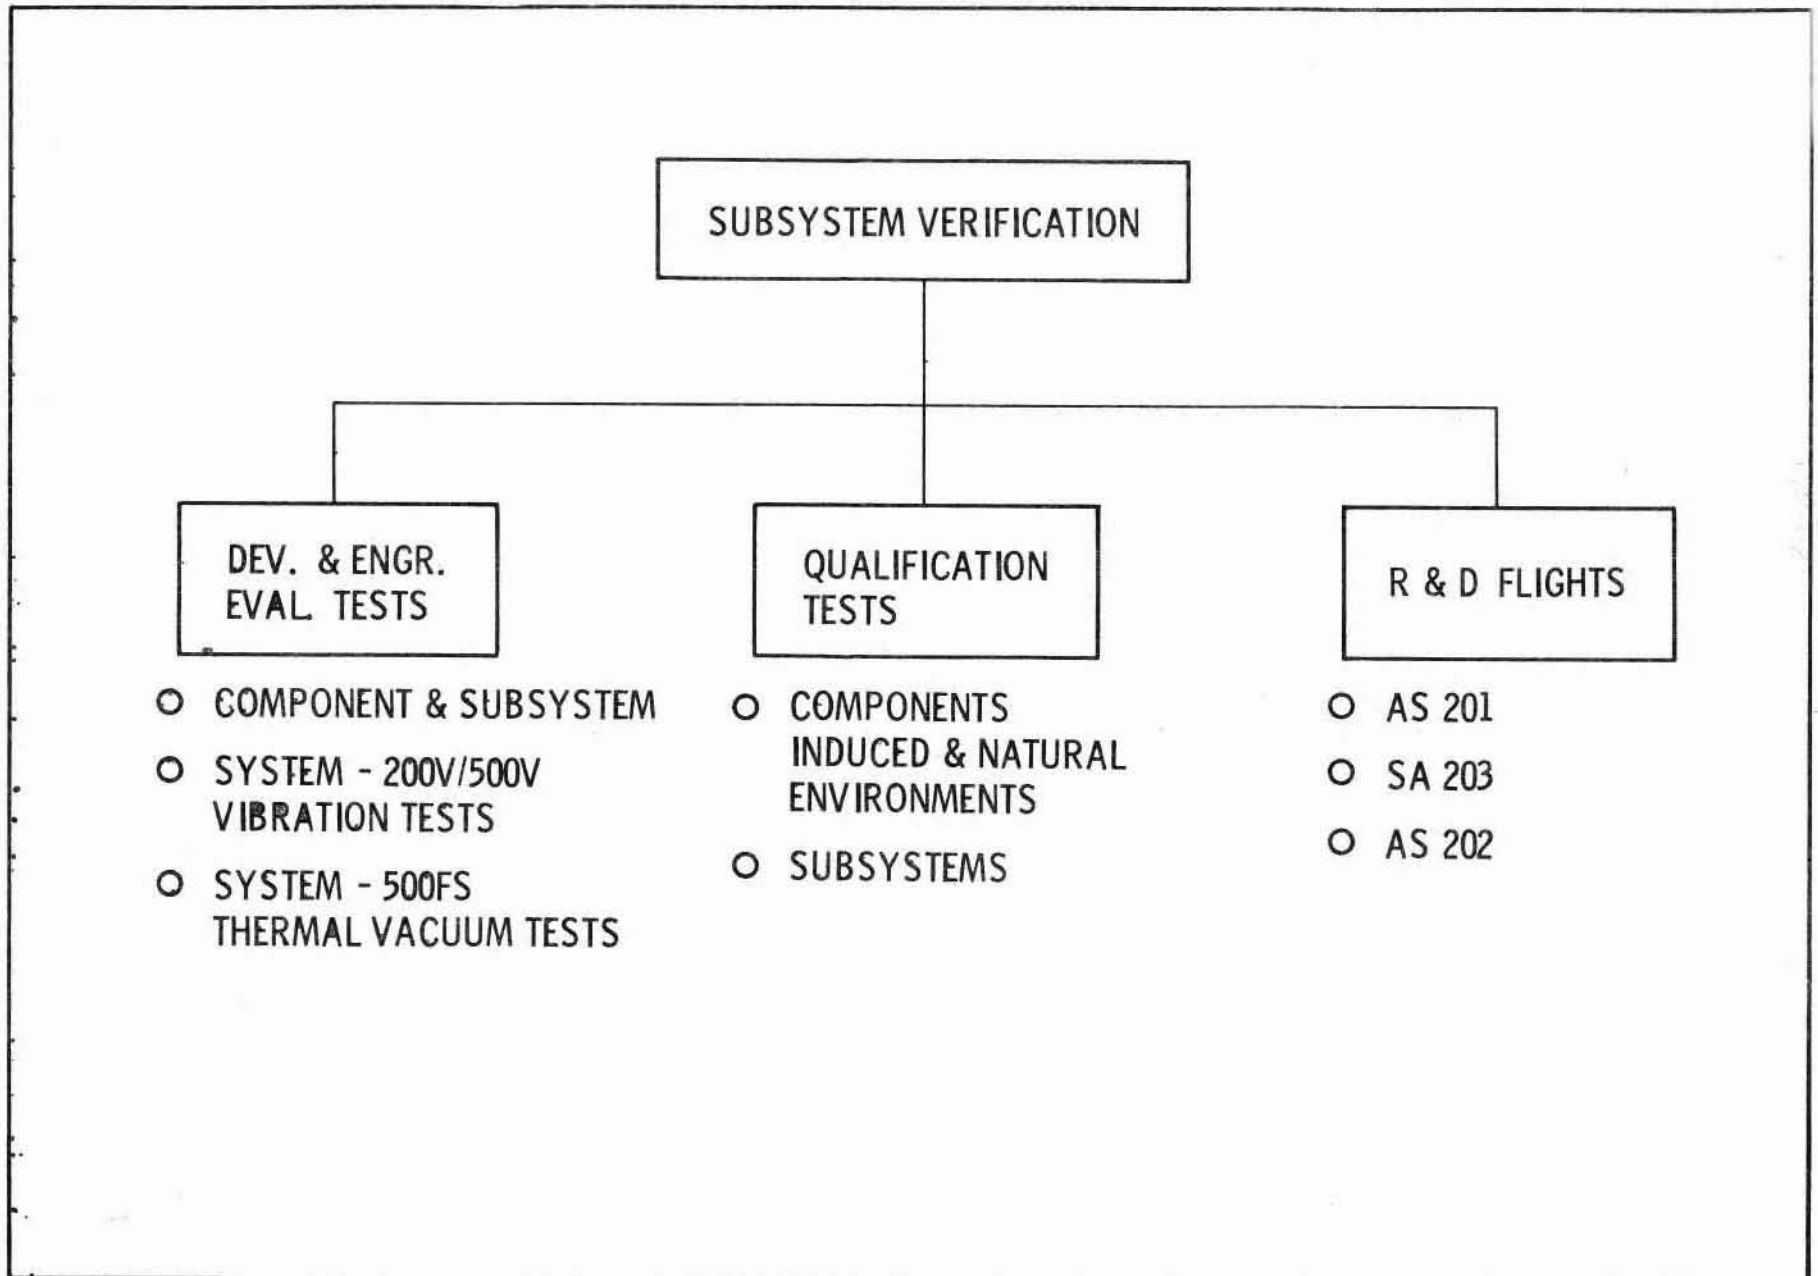 SUBSYSTEM VERIFICATION
DEV. & ENGR.
EVAL. TESTS
○ COMPONENT & SUBSYSTEM
○ SYSTEM - 200V/500V
VIBRATION TESTS
○ SYSTEM - 500FS
THERMAL VACUUM TESTS
QUALIFICATION
TESTS
○ COMPONENTS
INDUCED & NATURAL
ENVIRONMENTS
○ SUBSYSTEMS
R & D FLIGHTS
○ AS 201
○ SA 203
○ AS 202